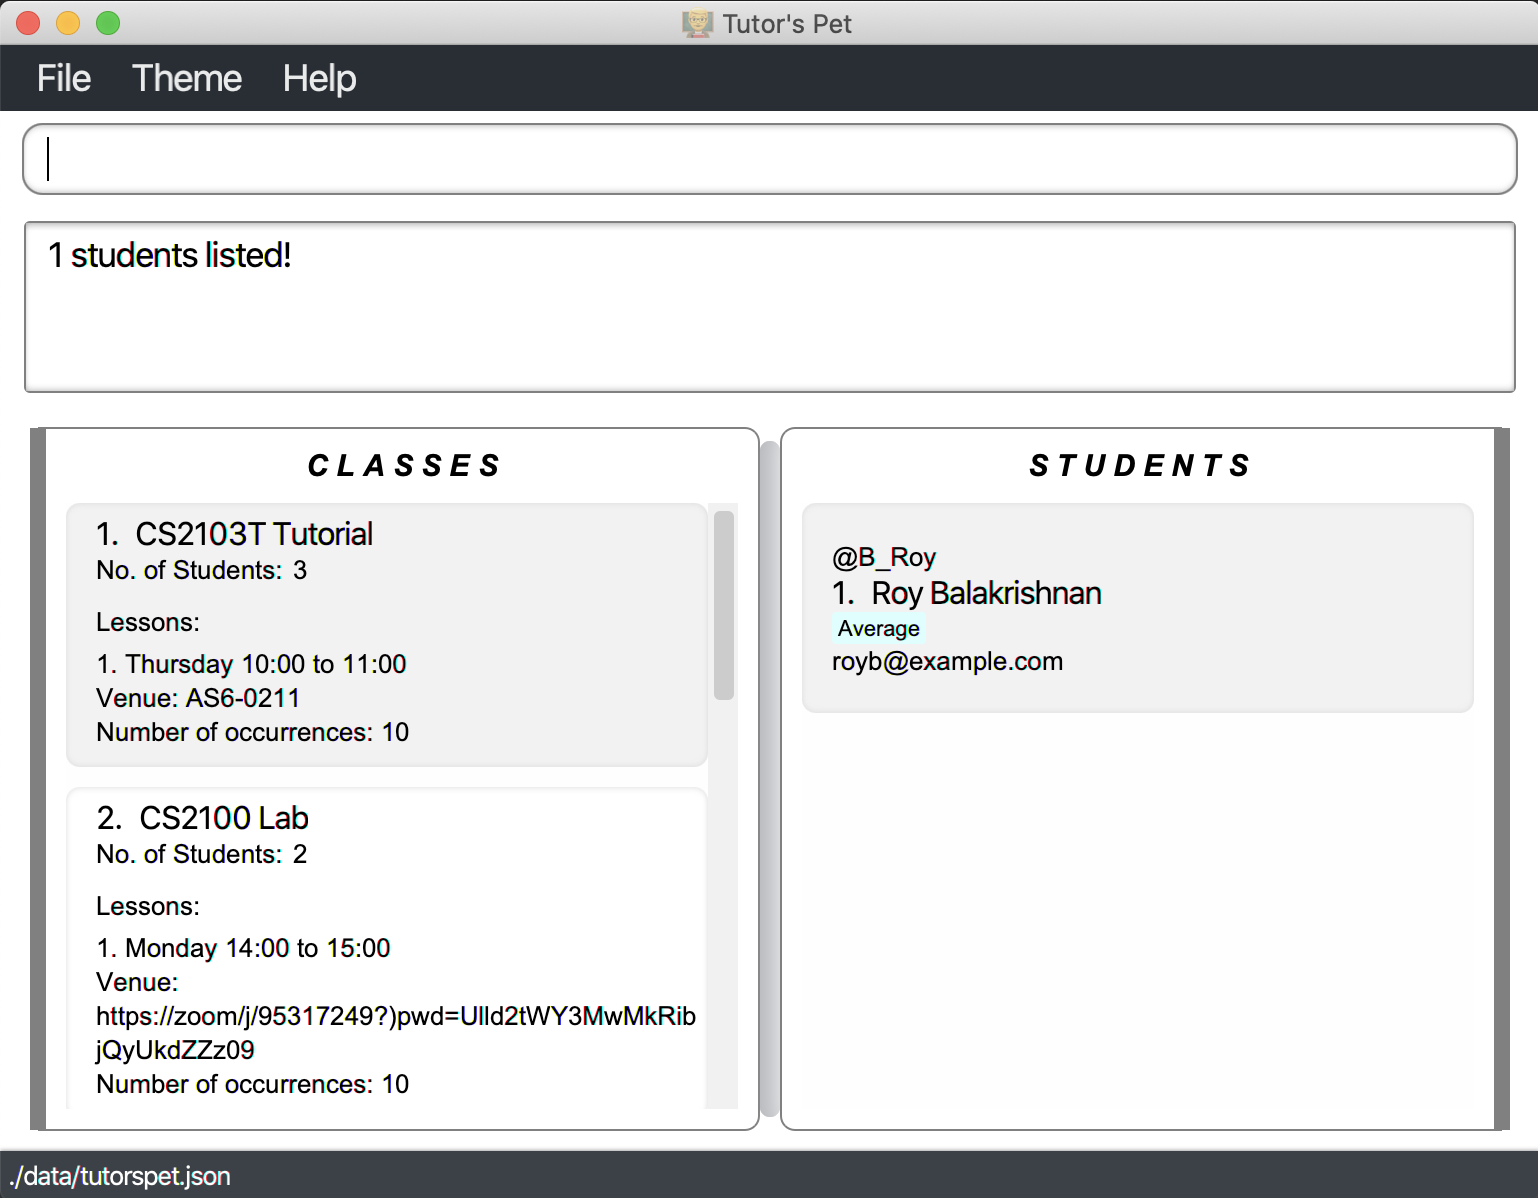 Tutor's Pet
File Theme Help
1 students listed!
CLASSES
1. CS2103T Tutorial
No. of Students: 3
Lessons:
1. Thursday 10:00 to 11:00
Venue: AS6-0211
Number of occurrences: 10
2. CS2100 Lab
No. of Students: 2
Lessons:
1. Monday 14:00 to 15:00
Venue:
https://zoom/j/95317249?)pwd=Ulld2tWY3MwMkRib
jQyUkdZZz09
Number of occurrences: 10
STUDENTS
@B_Roy
1. Roy Balakrishnan
Average
royb@example.com
./data/tutorspet.json